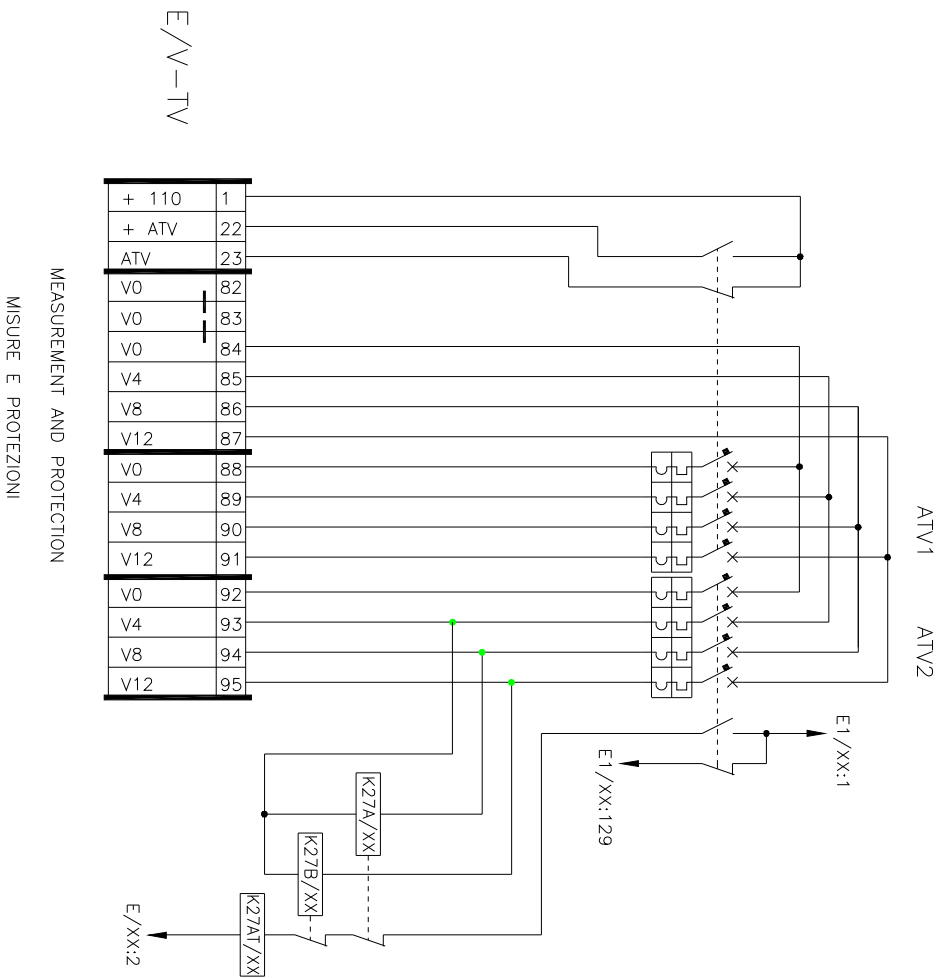 E/V-TV
+ 110 1
+ ATV 22
ATV 23
V0 82
V0 83
V0 84
V4 85
V8 86
V12 87
V0 88
V4 89
V8 90
V12 91
V0 92
V4 93
V8 94
V12 95
MEASUREMENT AND PROTECTION
MISURE E PROTEZIONI
ATV1
ATV2
E1/XX:1
E1/XX:129
K27A/XX
K27B/XX
K27AT/XX
E/XX:2